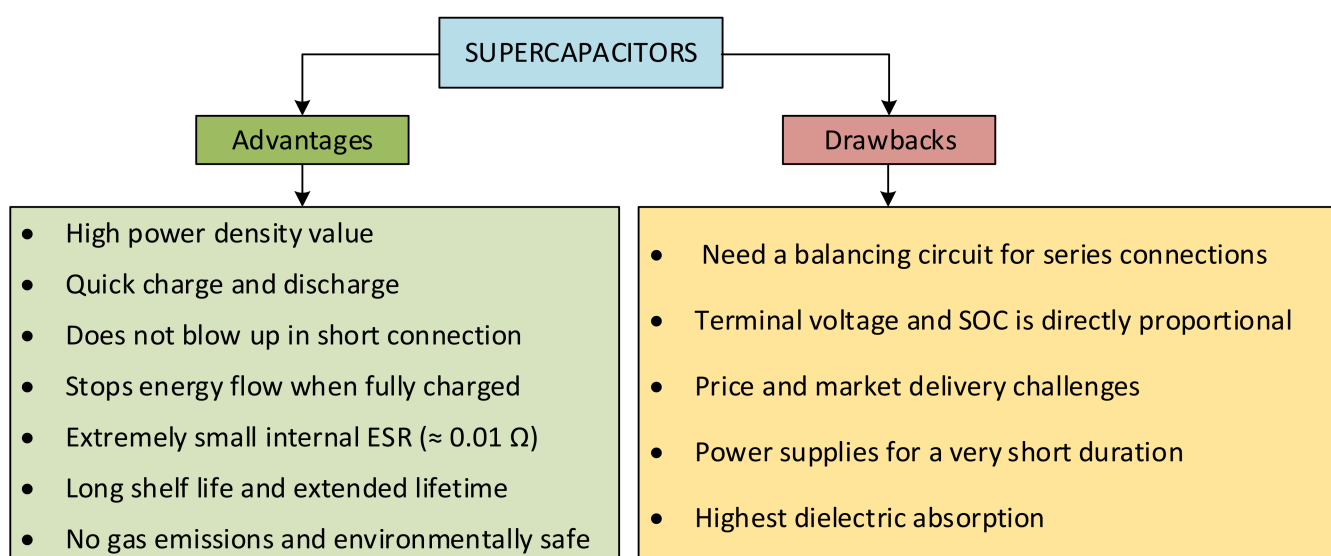 SUPERCAPACITORS
Advantages
Drawbacks
• High power density value
• Quick charge and discharge
• Does not blow up in short connection
• Stops energy flow when fully charged
• Extremely small internal ESR (≈ 0.01 Ω)
• Long shelf life and extended lifetime
• No gas emissions and environmentally safe
• Need a balancing circuit for series connections
• Terminal voltage and SOC is directly proportional
• Price and market delivery challenges
• Power supplies for a very short duration
• Highest dielectric absorption